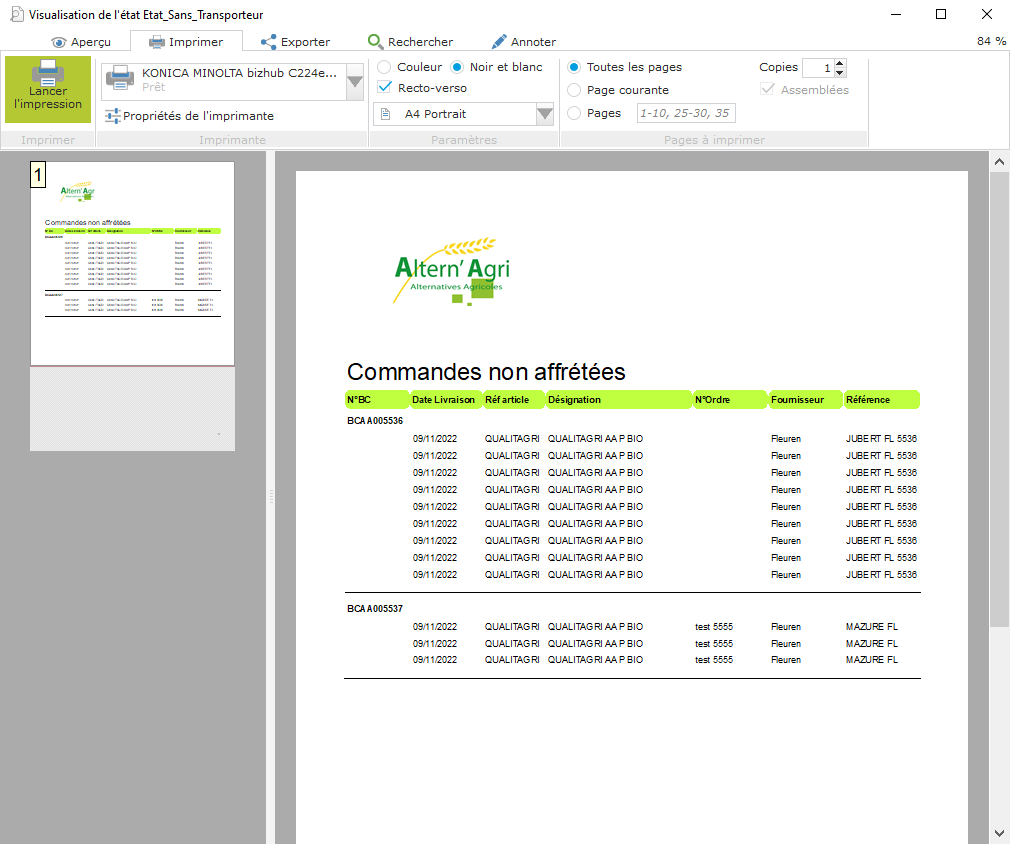 Visualisation de l'état Etat_Sans_Transporteur
Aperçu Imprimer Exporter Rechercher Annoter 84 %
Lancer l'impression
KONICA MINOLTA bizhub C224e...
Prêt
Propriétés de l'imprimante
Couleur Noir et blanc
Recto-verso
A4 Portrait
Toutes les pages
Page courante
Pages 1-10, 25-30, 35
Copies 1
Assemblées
Imprimer Imprimante Paramètres Pages à imprimer
1
Altern'Agri
Commandes non affrétées
Altern'Agri
Alternatives Agricoles
Commandes non affrétées
N°BC Date Livraison Réf article Désignation N°Ordre Fournisseur Référence
BCAA005536
09/11/2022 QUALITAGRI QUALITAGRI AA P BIO Fleuren JUBERT FL 5536
09/11/2022 QUALITAGRI QUALITAGRI AA P BIO Fleuren JUBERT FL 5536
09/11/2022 QUALITAGRI QUALITAGRI AA P BIO Fleuren JUBERT FL 5536
09/11/2022 QUALITAGRI QUALITAGRI AA P BIO Fleuren JUBERT FL 5536
09/11/2022 QUALITAGRI QUALITAGRI AA P BIO Fleuren JUBERT FL 5536
09/11/2022 QUALITAGRI QUALITAGRI AA P BIO Fleuren JUBERT FL 5536
09/11/2022 QUALITAGRI QUALITAGRI AA P BIO Fleuren JUBERT FL 5536
09/11/2022 QUALITAGRI QUALITAGRI AA P BIO Fleuren JUBERT FL 5536
09/11/2022 QUALITAGRI QUALITAGRI AA P BIO Fleuren JUBERT FL 5536
BCAA005537
09/11/2022 QUALITAGRI QUALITAGRI AA P BIO test 5555 Fleuren MAZURE FL
09/11/2022 QUALITAGRI QUALITAGRI AA P BIO test 5555 Fleuren MAZURE FL
09/11/2022 QUALITAGRI QUALITAGRI AA P BIO test 5555 Fleuren MAZURE FL